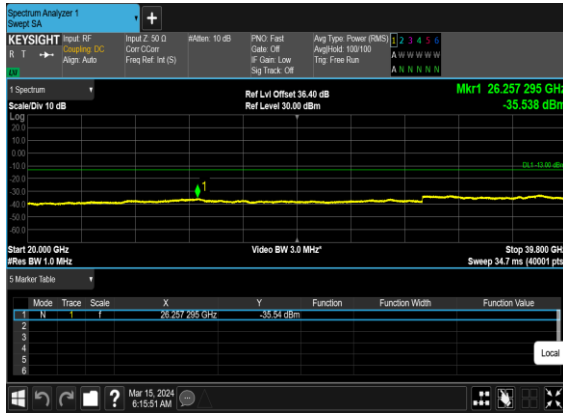 Spectrum Analyzer 1
Swept SA
KEYSIGHT
R T
Input: RF
Coupling: DC
Align: Auto
Input Z: 50 Ω
Corr CCorr
Freq Ref: Int (S)
#Atten: 10 dB
PNO: Fast
Gate: Off
IF Gain: Low
Sig Track: Off
Avg Type: Power (RMS)
Avg|Hold: 100/100
Trig: Free Run
1 2 3 4 5 6
A W W W W W
A N N N N N
1 Spectrum
Scale/Div 10 dB
Ref Lvl Offset 36.40 dB
Ref Level 30.00 dBm
Mkr1 26.257 295 GHz
-35.538 dBm
Log
20.0
10.0
0.00
-10.0
-20.0
-30.0
-40.0
-50.0
-60.0
DL1 -13.00 dBm
1
Start 20.000 GHz
#Res BW 1.0 MHz
Video BW 3.0 MHz*
Stop 39.800 GHz
Sweep 34.7 ms (40001 pts
5 Marker Table
Mode Trace Scale X Y Function Function Width Function Value
1 N 1 f 26.257 295 GHz -35.54 dBm
2
3
4
5
6
Local
Mar 15, 2024
6:15:51 AM